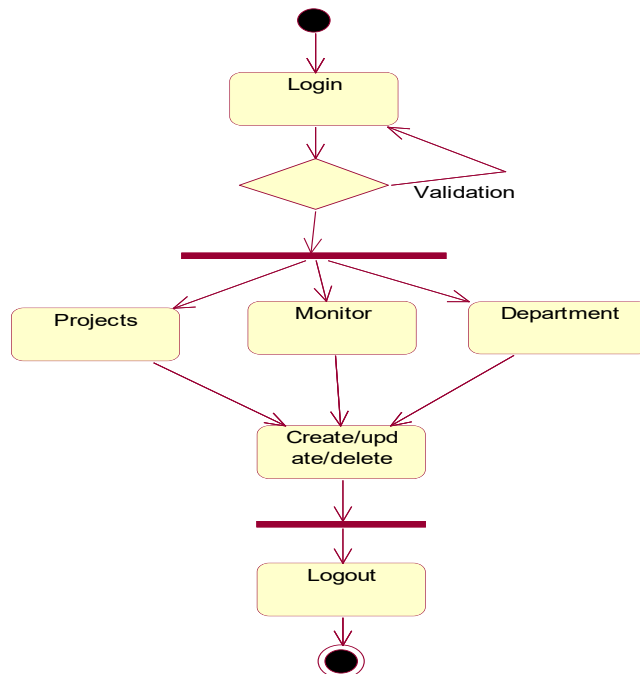 Login
Validation
Projects
Monitor
Department
Create/upd
ate/delete
Logout